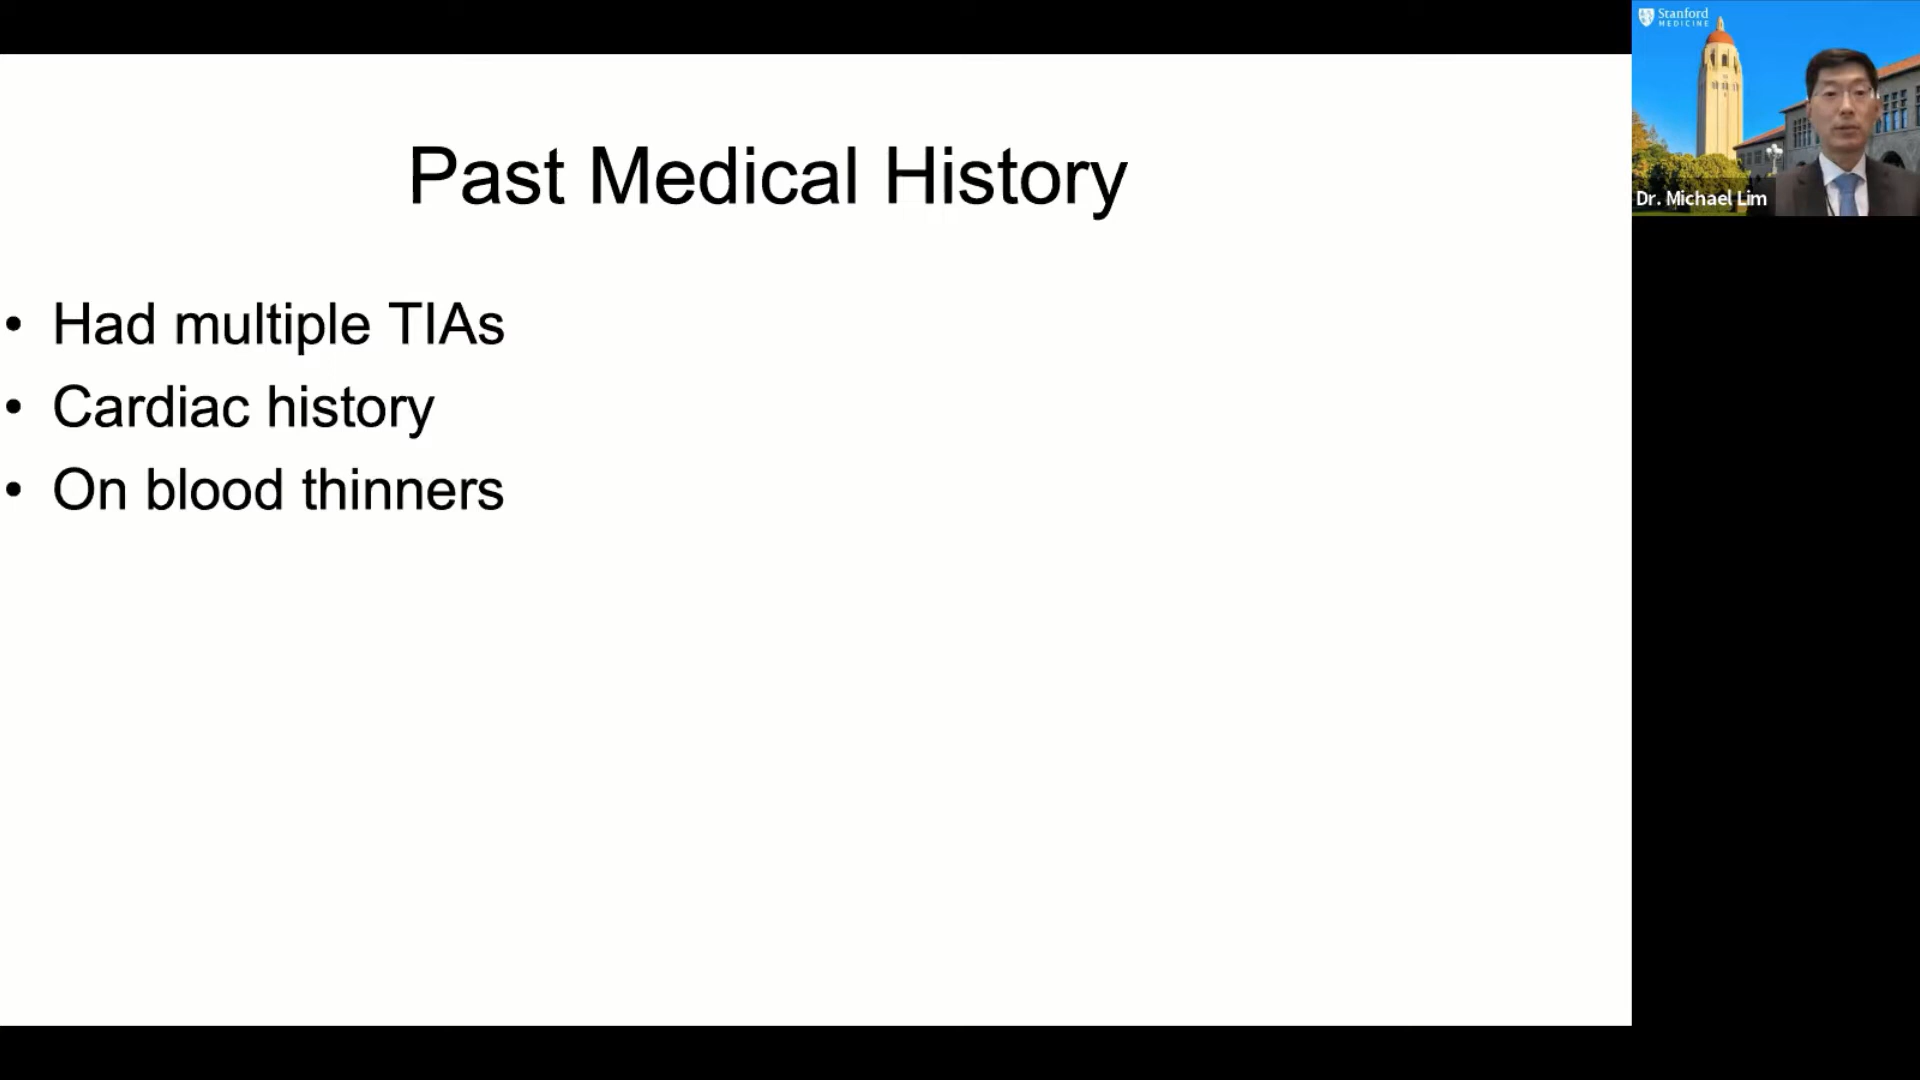 Past Medical History
• Had multiple TIAs
• Cardiac history
• On blood thinners
Stanford
MEDICINE
Dr. Michael Lim